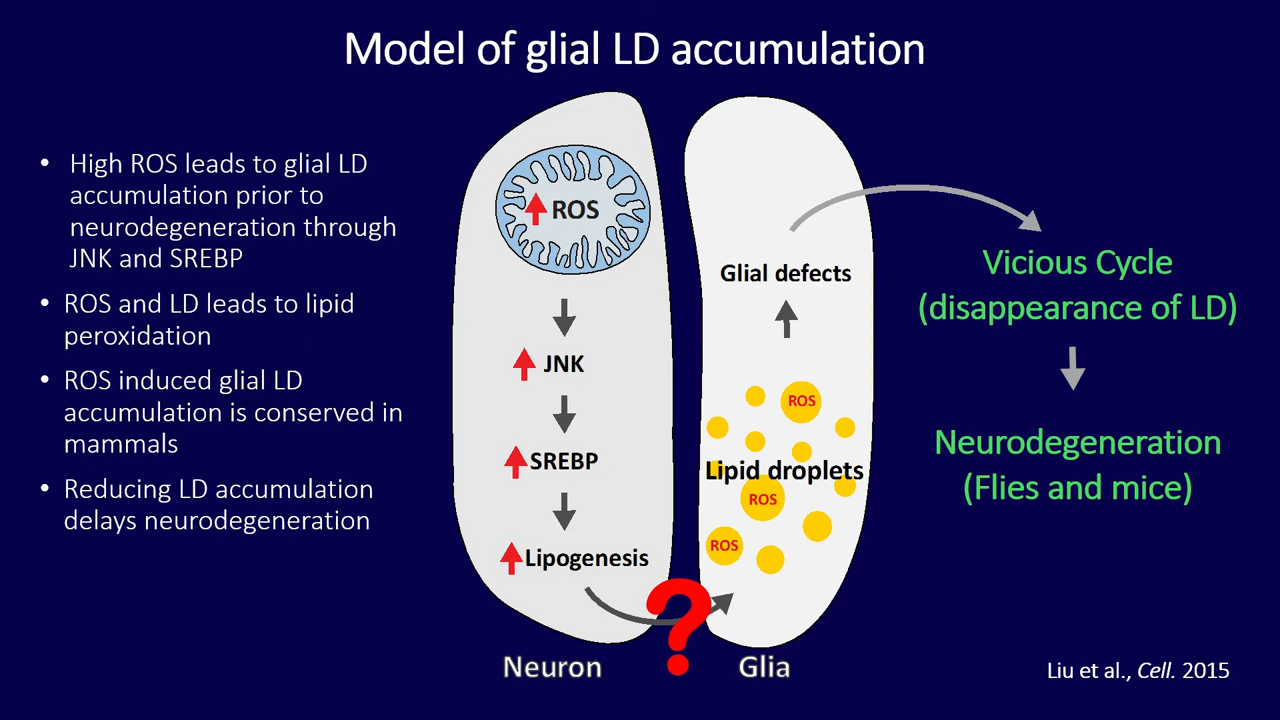 Model of glial LD accumulation
• High ROS leads to glial LD
accumulation prior to
neurodegeneration through
JNK and SREBP
• ROS and LD leads to lipid
peroxidation
• ROS induced glial LD
accumulation is conserved in
mammals
• Reducing LD accumulation
delays neurodegeneration
ROS
JNK
SREBP
Lipogenesis
Neuron
?
Glial defects
ROS
Lipid droplets
ROS
ROS
Glia
Vicious Cycle
(disappearance of LD)
Neurodegeneration
(Flies and mice)
Liu et al., Cell. 2015